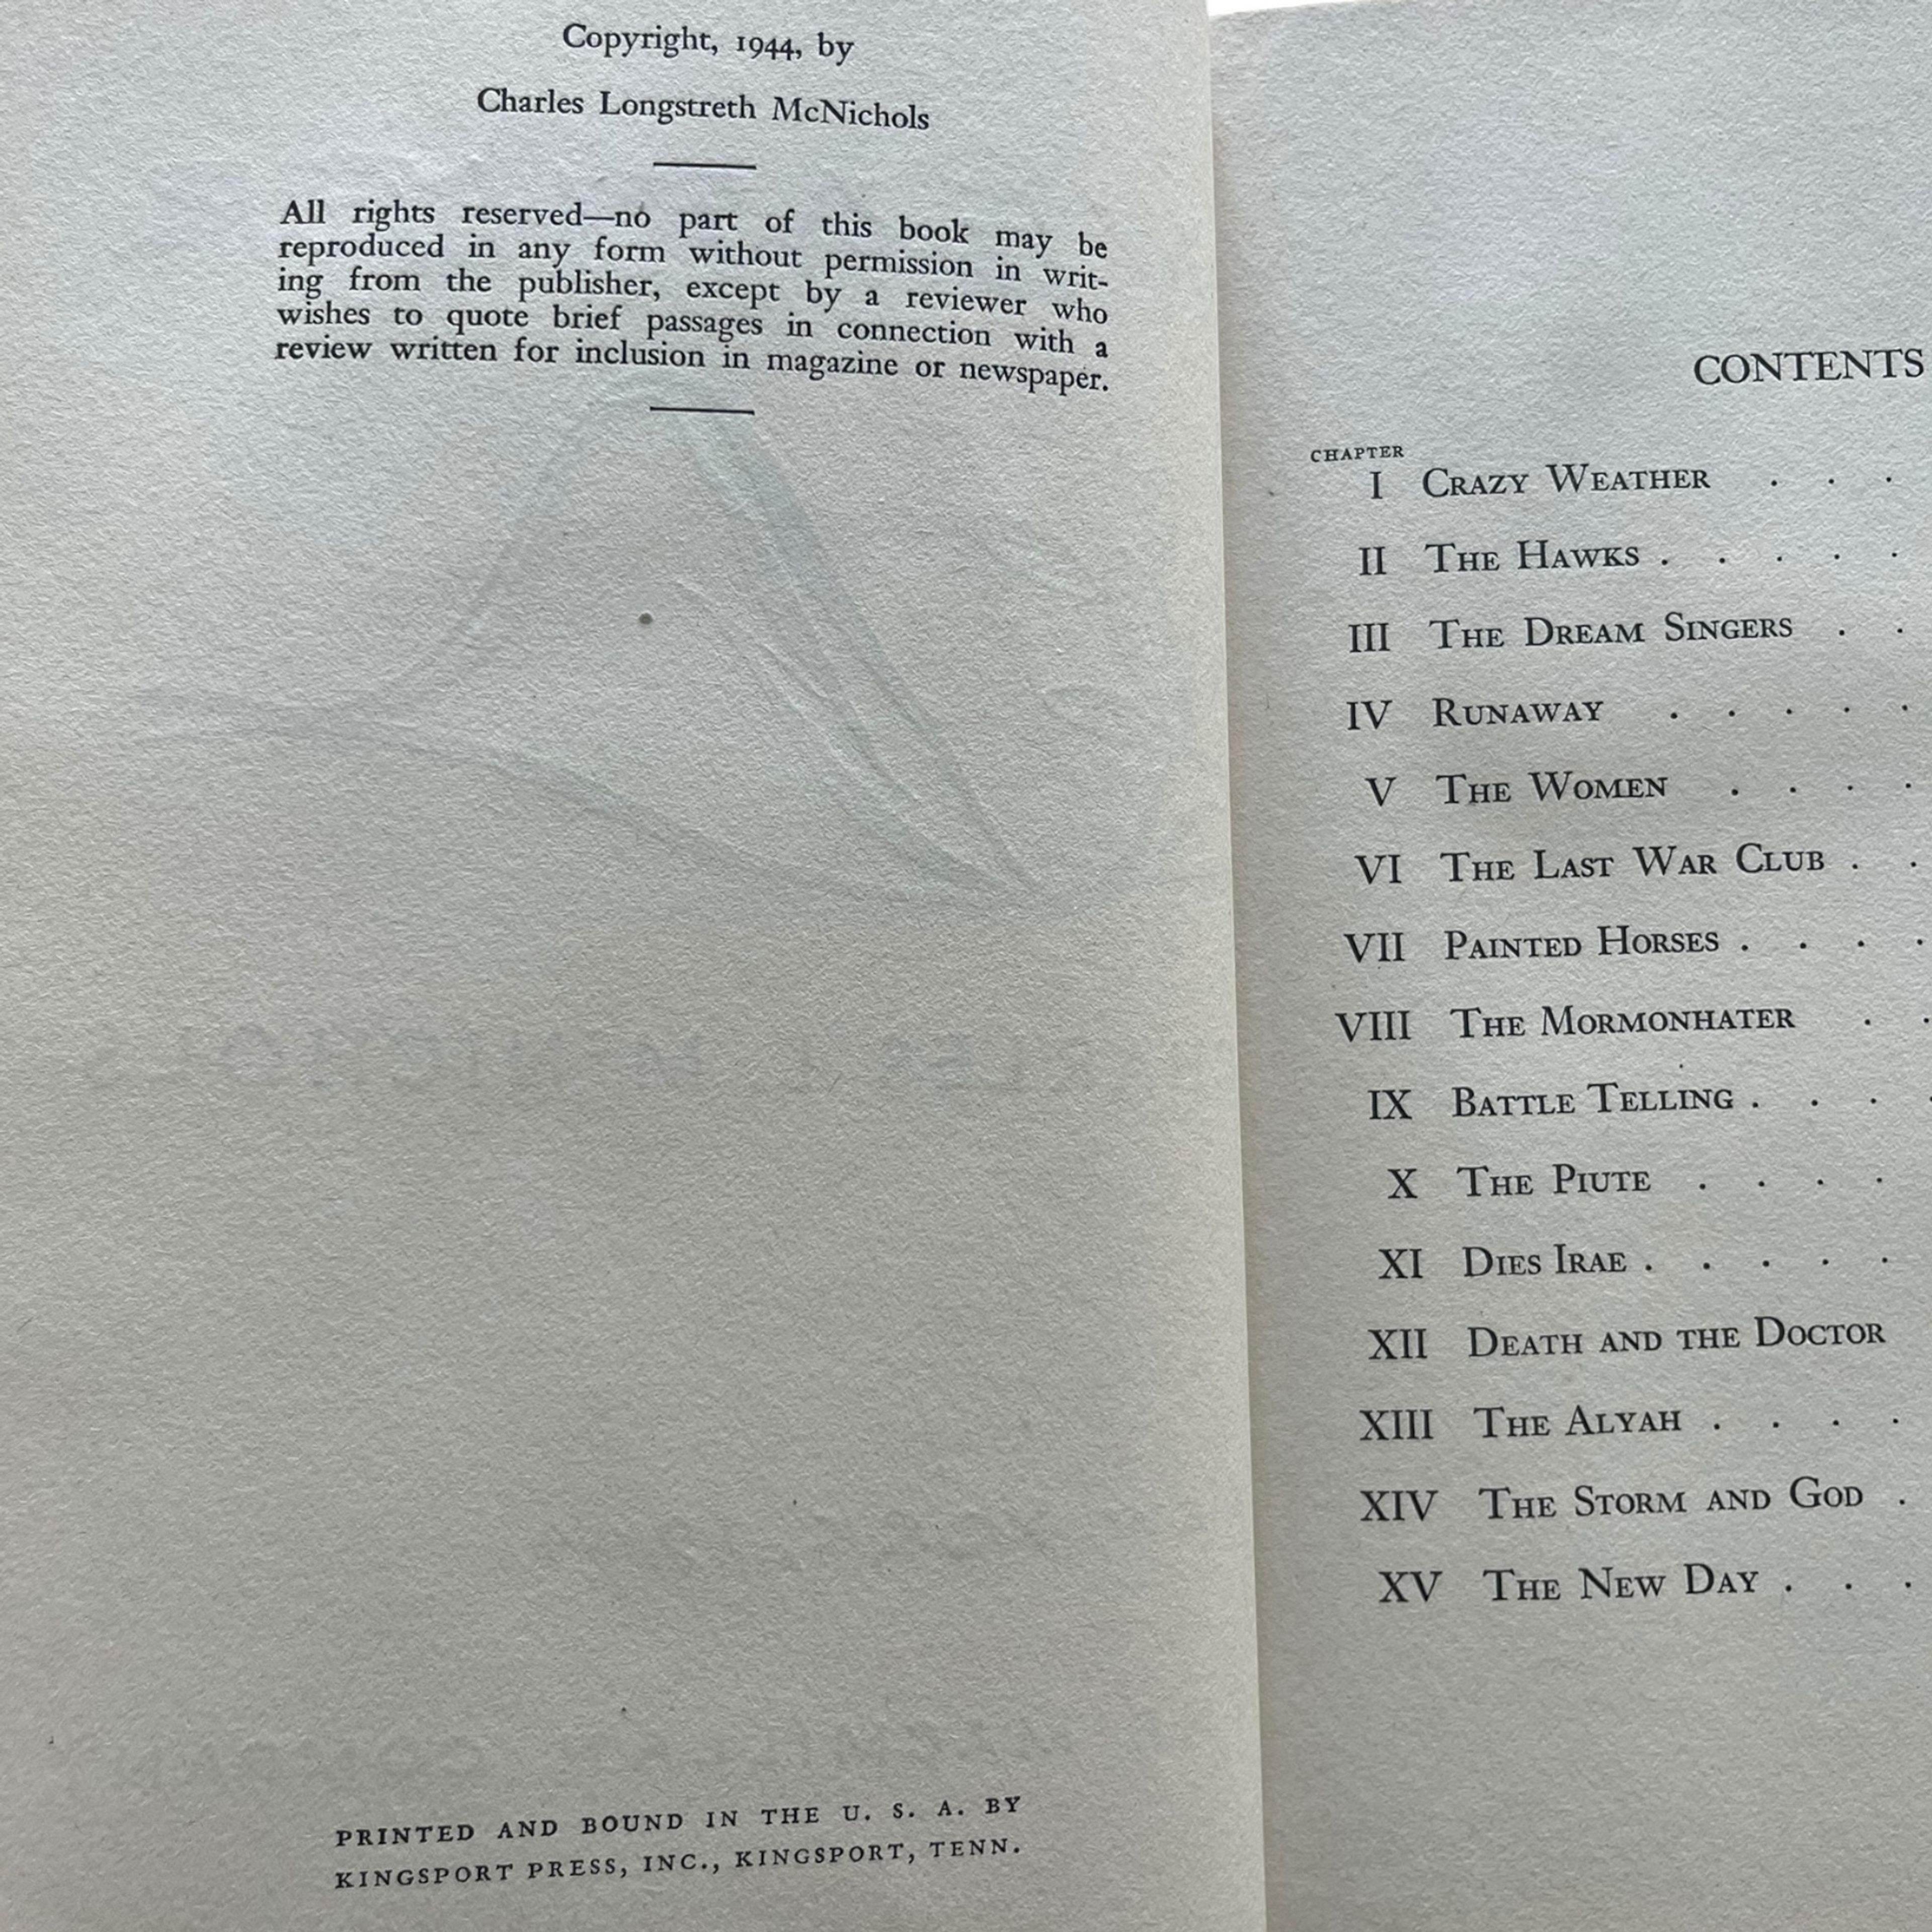 Copyright, 1944, by
Charles Longstreth McNichols
All rights reserved—no part of this book may be
reproduced in any form without permission in writ-
ing from the publisher, except by a reviewer who
wishes to quote brief passages in connection with a
review written for inclusion in magazine or newspaper.
PRINTED AND BOUND IN THE U. S. A. BY
KINGSPORT PRESS, INC., KINGSPORT, TENN.
CONTENTS
CHAPTER
I CRAZY WEATHER . . .
II THE HAWKS . . . . .
III THE DREAM SINGERS . .
IV RUNAWAY . . . . .
V THE WOMEN . . . .
VI THE LAST WAR CLUB . .
VII PAINTED HORSES . . . .
VIII THE MORMONHATER . .
IX BATTLE TELLING . . . .
X THE PIUTE . . . .
XI DIES IRAE . . . . .
XII DEATH AND THE DOCTOR
XIII THE ALYAH . . . .
XIV THE STORM AND GOD .
XV THE NEW DAY . . .